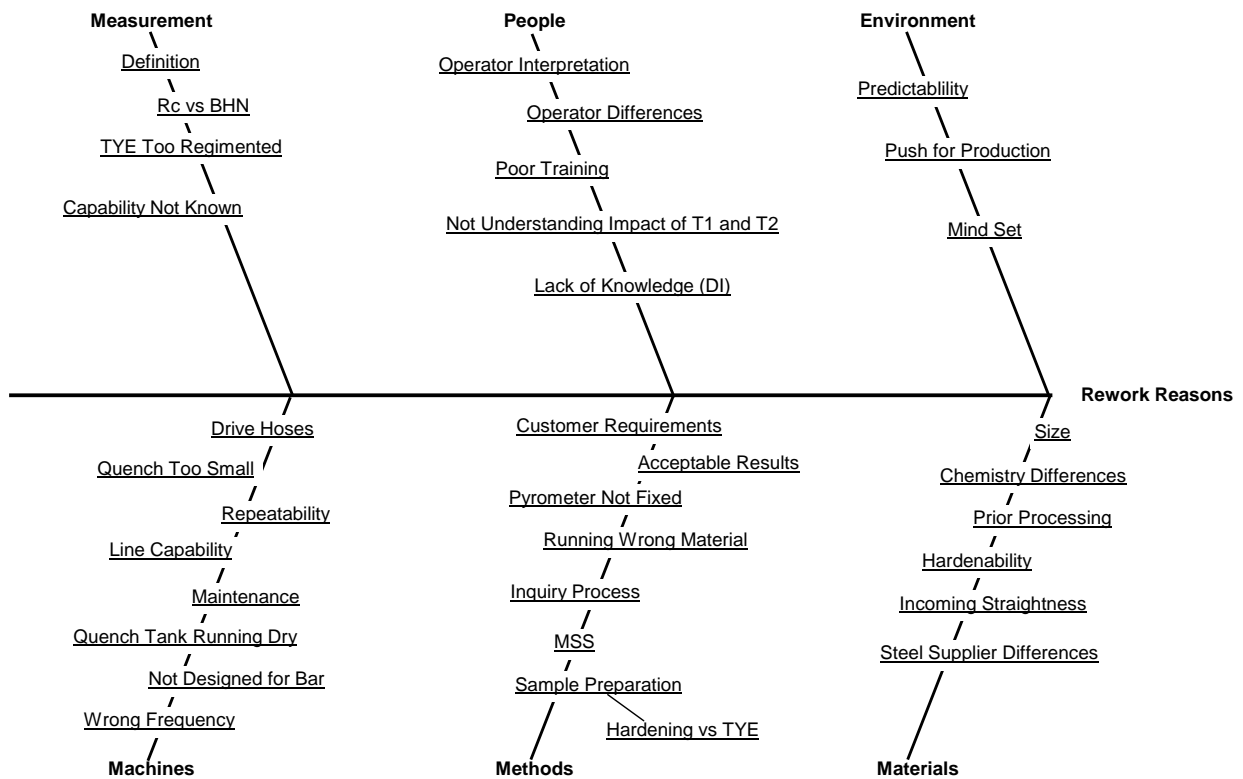 Measurement
Definition
Rc vs BHN
TYE Too Regimented
Capability Not Known
People
Operator Interpretation
Operator Differences
Poor Training
Not Understanding Impact of T1 and T2
Lack of Knowledge (DI)
Environment
Predictablility
Push for Production
Mind Set
Rework Reasons
Drive Hoses
Quench Too Small
Repeatability
Line Capability
Maintenance
Quench Tank Running Dry
Not Designed for Bar
Wrong Frequency
Machines
Customer Requirements
Acceptable Results
Pyrometer Not Fixed
Running Wrong Material
Inquiry Process
MSS
Sample Preparation
Hardening vs TYE
Methods
Size
Chemistry Differences
Prior Processing
Hardenability
Incoming Straightness
Steel Supplier Differences
Materials